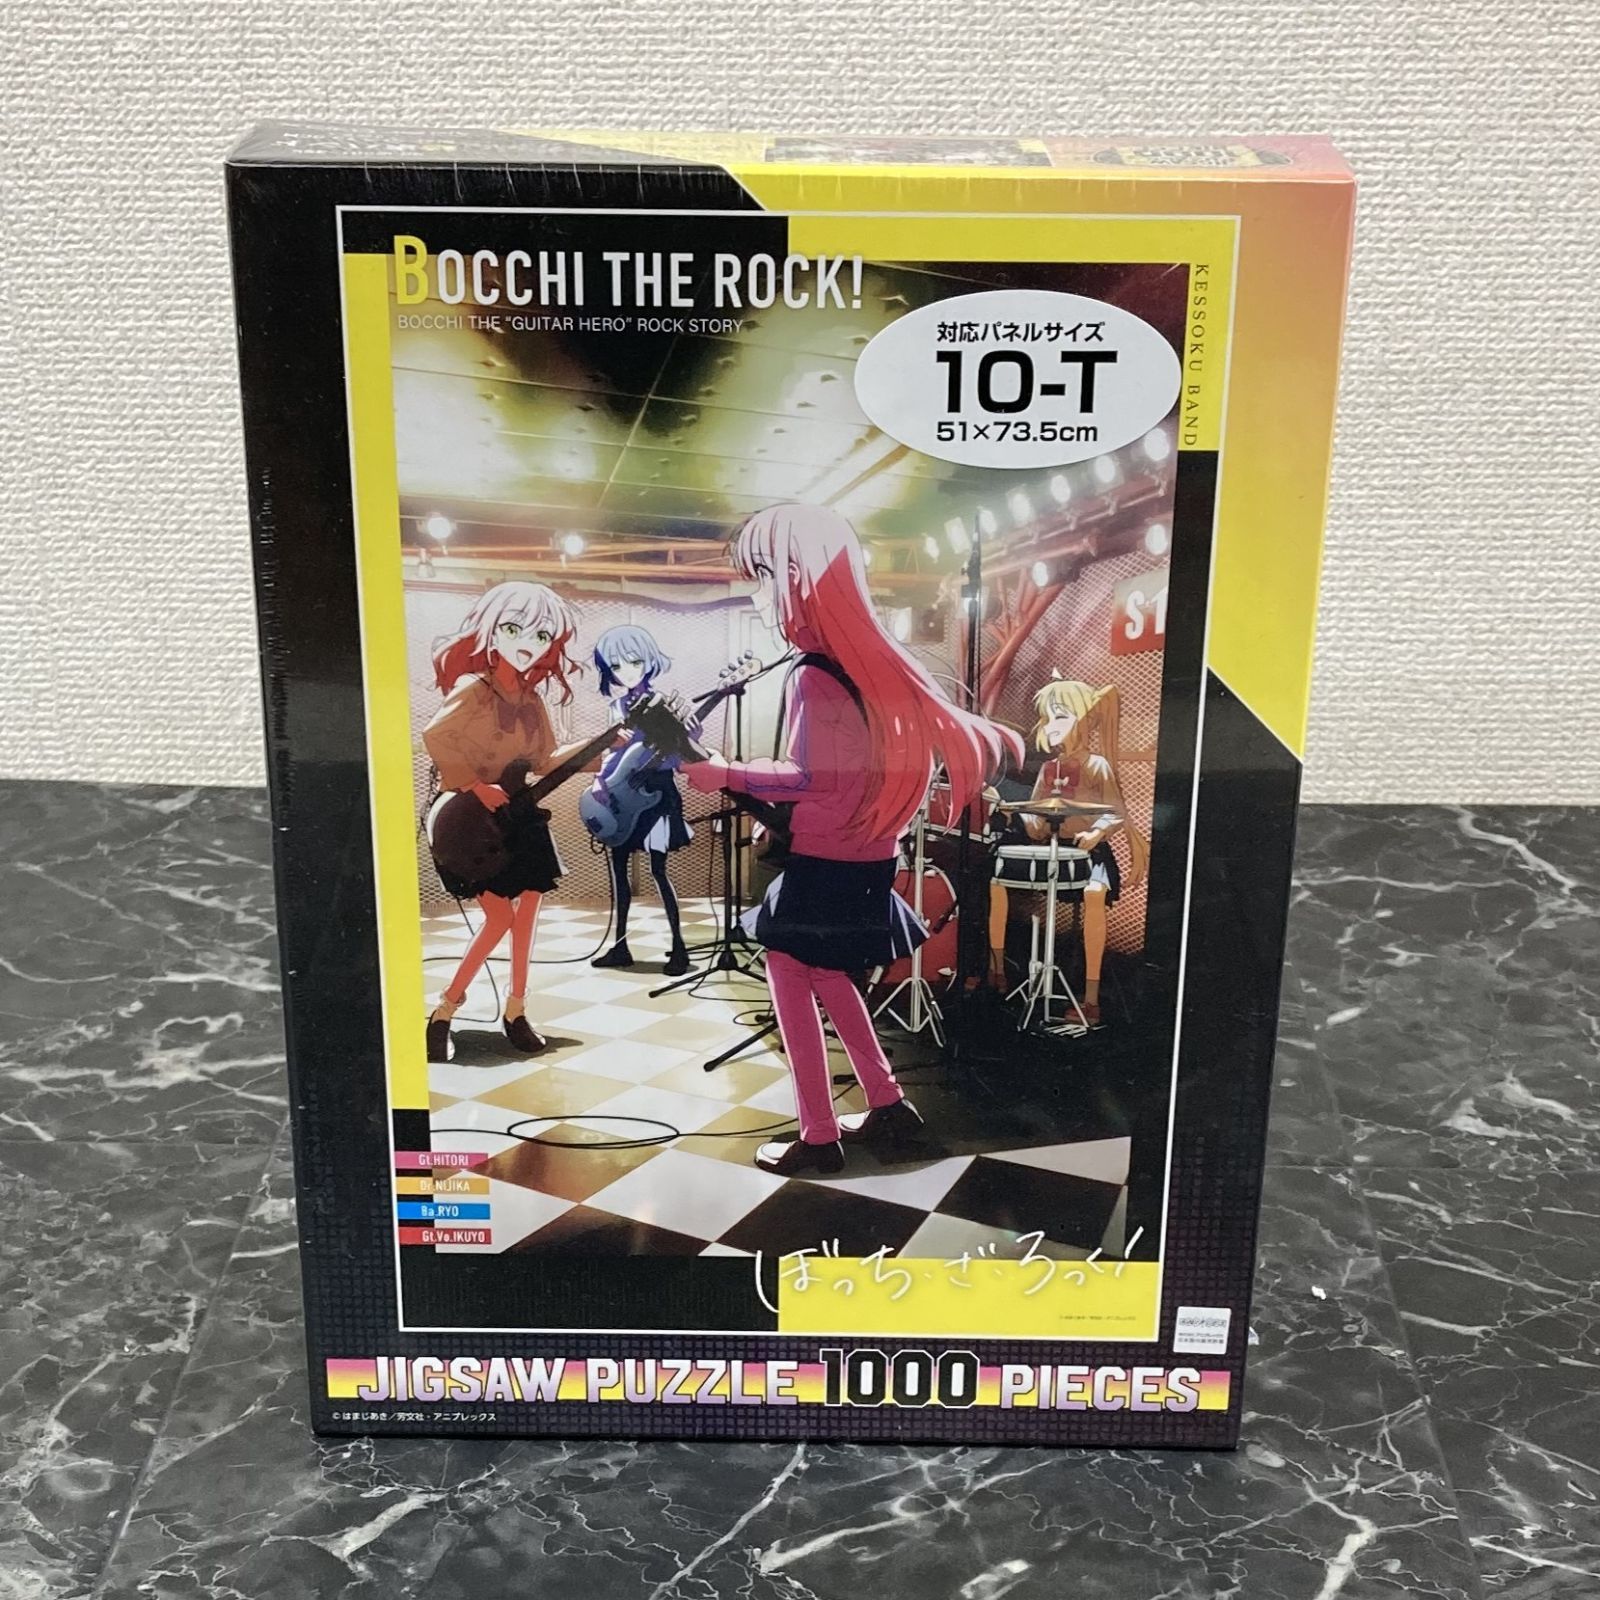 BOCCHI THE ROCK!
BOCCHI THE "GUITAR HERO" ROCK STORY
対応パネルサイズ
10-T
51×73.5cm
KESSOKU BAND
ST
Gt.HITORI
Dr.NIJIKA
Ba.RYO
Gt.Vo.IKUYO
ぼっち・ざ・ろっく!
JIGSAW PUZZLE 1000 PIECES
©はまじあき/芳文社・アニプレックス